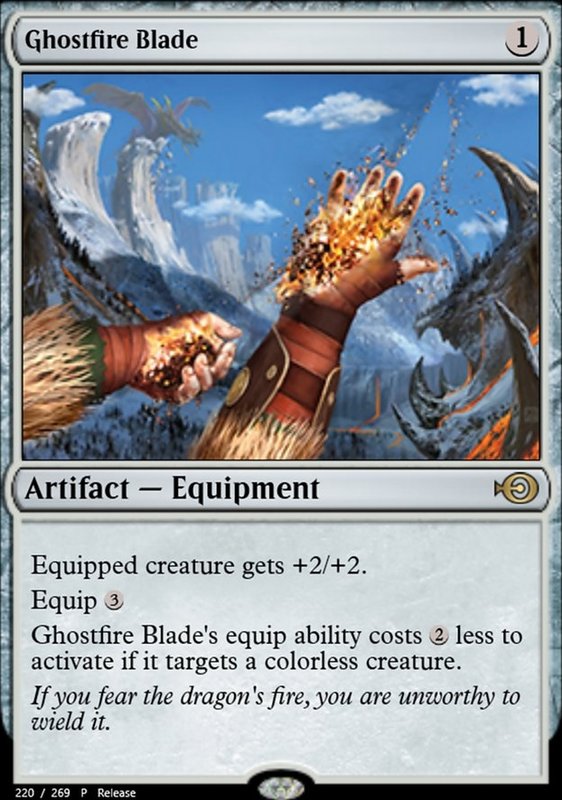 Ghostfire Blade 1
Artifact — Equipment
Equipped creature gets +2/+2.
Equip 3
Ghostfire Blade's equip ability costs 2 less to
activate if it targets a colorless creature.
If you fear the dragon's fire, you are unworthy to
wield it.
220 / 269 P Release